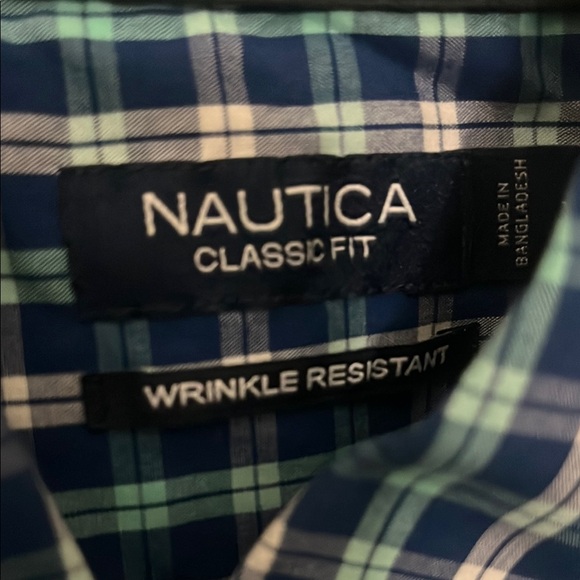 NAUTICA
CLASSIC FIT
MADE IN
BANGLADESH
WRINKLE RESISTANT